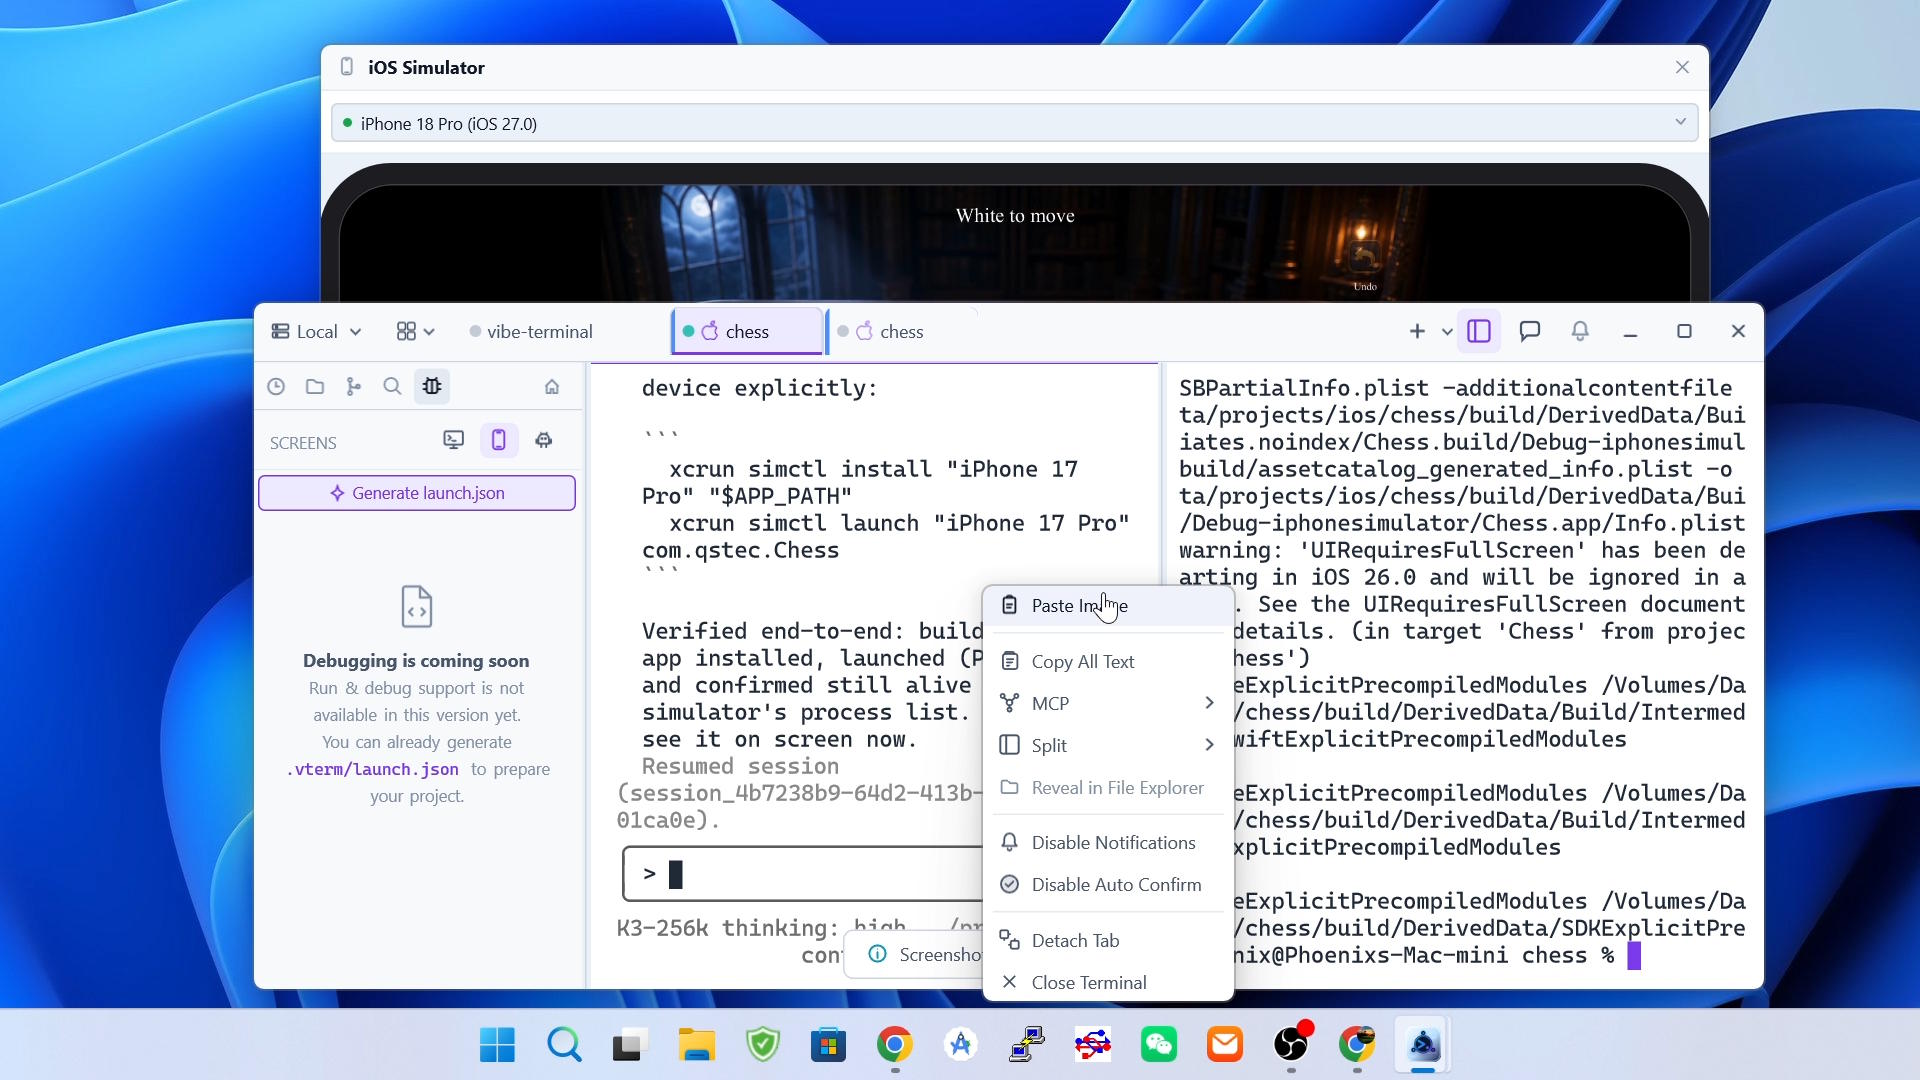 iOS Simulator
iPhone 18 Pro (iOS 27.0)
White to move
Undo
Local
vibe-terminal
chess
chess
SCREENS
Generate launch.json
Debugging is coming soon
Run & debug support is not
available in this version yet.
You can already generate
.vterm/launch.json to prepare
your project.
device explicitly:
```
xcrun simctl install "iPhone 17
Pro" "$APP_PATH"
xcrun simctl launch "iPhone 17 Pro"
com.qstec.Chess
```
Verified end-to-end: build
app installed, launched (P
and confirmed still alive
simulator's process list.
see it on screen now.
Resumed session
(session_4b7238b9-64d2-413b-
01ca0e).
>
K3-256k thinking: high
con
Screensho
Paste Image
Copy All Text
MCP
Split
Reveal in File Explorer
Disable Notifications
Disable Auto Confirm
Detach Tab
Close Terminal
SBPartialInfo.plist -additionalcontentfile
ta/projects/ios/chess/build/DerivedData/Bui
iates.noindex/Chess.build/Debug-iphonesimul
build/assetcatalog_generated_info.plist -o
ta/projects/ios/chess/build/DerivedData/Bui
/Debug-iphonesimulator/Chess.app/Info.plist
warning: 'UIRequiresFullScreen' has been de
arting in iOS 26.0 and will be ignored in a
. See the UIRequiresFullScreen document
details. (in target 'Chess' from projec
hess')
eExplicitPrecompiledModules /Volumes/Da
/chess/build/DerivedData/Build/Intermed
wiftExplicitPrecompiledModules
eExplicitPrecompiledModules /Volumes/Da
/chess/build/DerivedData/Build/Intermed
xplicitPrecompiledModules
eExplicitPrecompiledModules /Volumes/Da
/chess/build/DerivedData/SDKExplicitPre
nix@Phoenixs-Mac-mini chess %